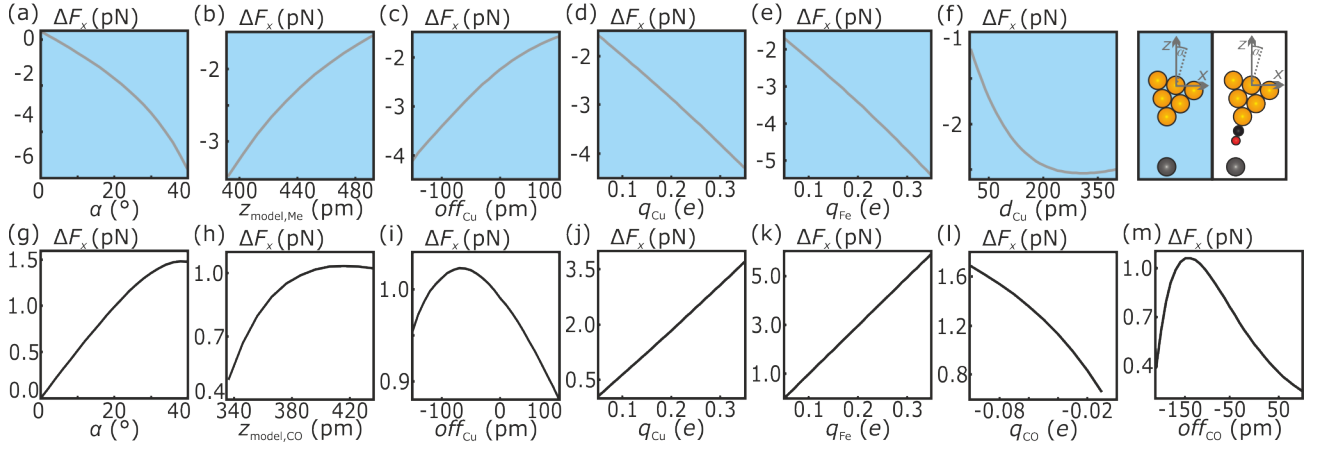 (a) ΔFx (pN)
0
-2
-4
-6
0 20 40
α (°)
(b) ΔFx (pN)
-2
-3
400 440 480
zmodel,Me (pm)
(c) ΔFx (pN)
-2
-3
-4
-100 0 100
offCu (pm)
(d) ΔFx (pN)
-2
-3
-4
0.1 0.2 0.3
qCu (e)
(e) ΔFx (pN)
-2
-3
-4
-5
0.1 0.2 0.3
qFe (e)
(f) ΔFx (pN)
-1
-2
50 200 350
dCu (pm)
z α x
z α x
(g) ΔFx (pN)
1.5
1.0
0.5
0.0
0 20 40
α (°)
(h) ΔFx (pN)
1.0
0.7
0.4
340 380 420
zmodel,CO (pm)
(i) ΔFx (pN)
1.0
0.9
-100 0 100
offCu (pm)
(j) ΔFx (pN)
3.5
2.0
0.5
0.1 0.2 0.3
qCu (e)
(k) ΔFx (pN)
5.0
3.0
1.0
0.1 0.2 0.3
qFe (e)
(l) ΔFx (pN)
1.6
1.2
0.8
-0.08 -0.02
qCO (e)
(m) ΔFx (pN)
1.0
0.7
0.4
-150 -50 50
offCO (pm)